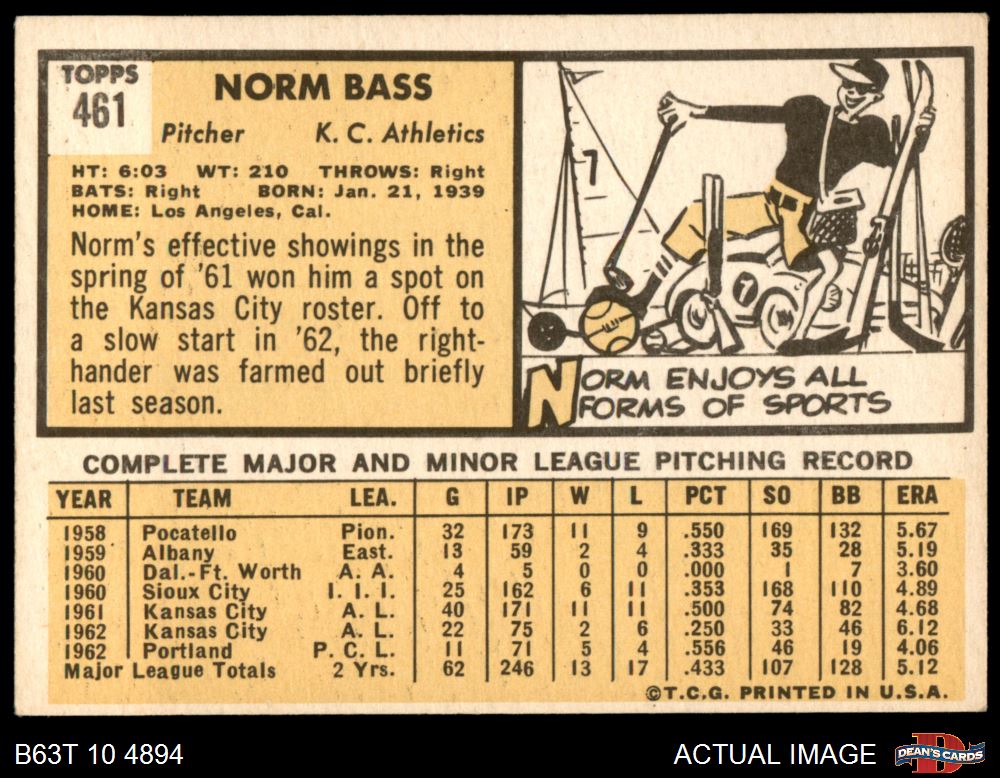 TOPPS
461
NORM BASS
Pitcher K. C. Athletics
HT: 6:03 WT: 210 THROWS: Right
BATS: Right BORN: Jan. 21, 1939
HOME: Los Angeles, Cal.
Norm's effective showings in the
spring of '61 won him a spot on
the Kansas City roster. Off to
a slow start in '62, the right-
hander was farmed out briefly
last season.
7
7
NORM ENJOYS ALL
FORMS OF SPORTS
COMPLETE MAJOR AND MINOR LEAGUE PITCHING RECORD
YEAR TEAM LEA. G IP W L PCT SO BB ERA
1958 Pocatello Pion. 32 173 11 9 .550 169 132 5.67
1959 Albany East. 13 59 2 4 .333 35 28 5.19
1960 Dal.-Ft. Worth A. A. 4 5 0 0 .000 1 7 3.60
1960 Sioux City I. I. I. 25 162 6 11 .353 168 110 4.89
1961 Kansas City A. L. 40 171 11 11 .500 74 82 4.68
1962 Kansas City A. L. 22 75 2 6 .250 33 46 6.12
1962 Portland P. C. L. 11 71 5 4 .556 46 19 4.06
Major League Totals 2 Yrs. 62 246 13 17 .433 107 128 5.12
©T.C.G. PRINTED IN U.S.A.
B63T 10 4894 ACTUAL IMAGE
D
DEAN'S CARDS